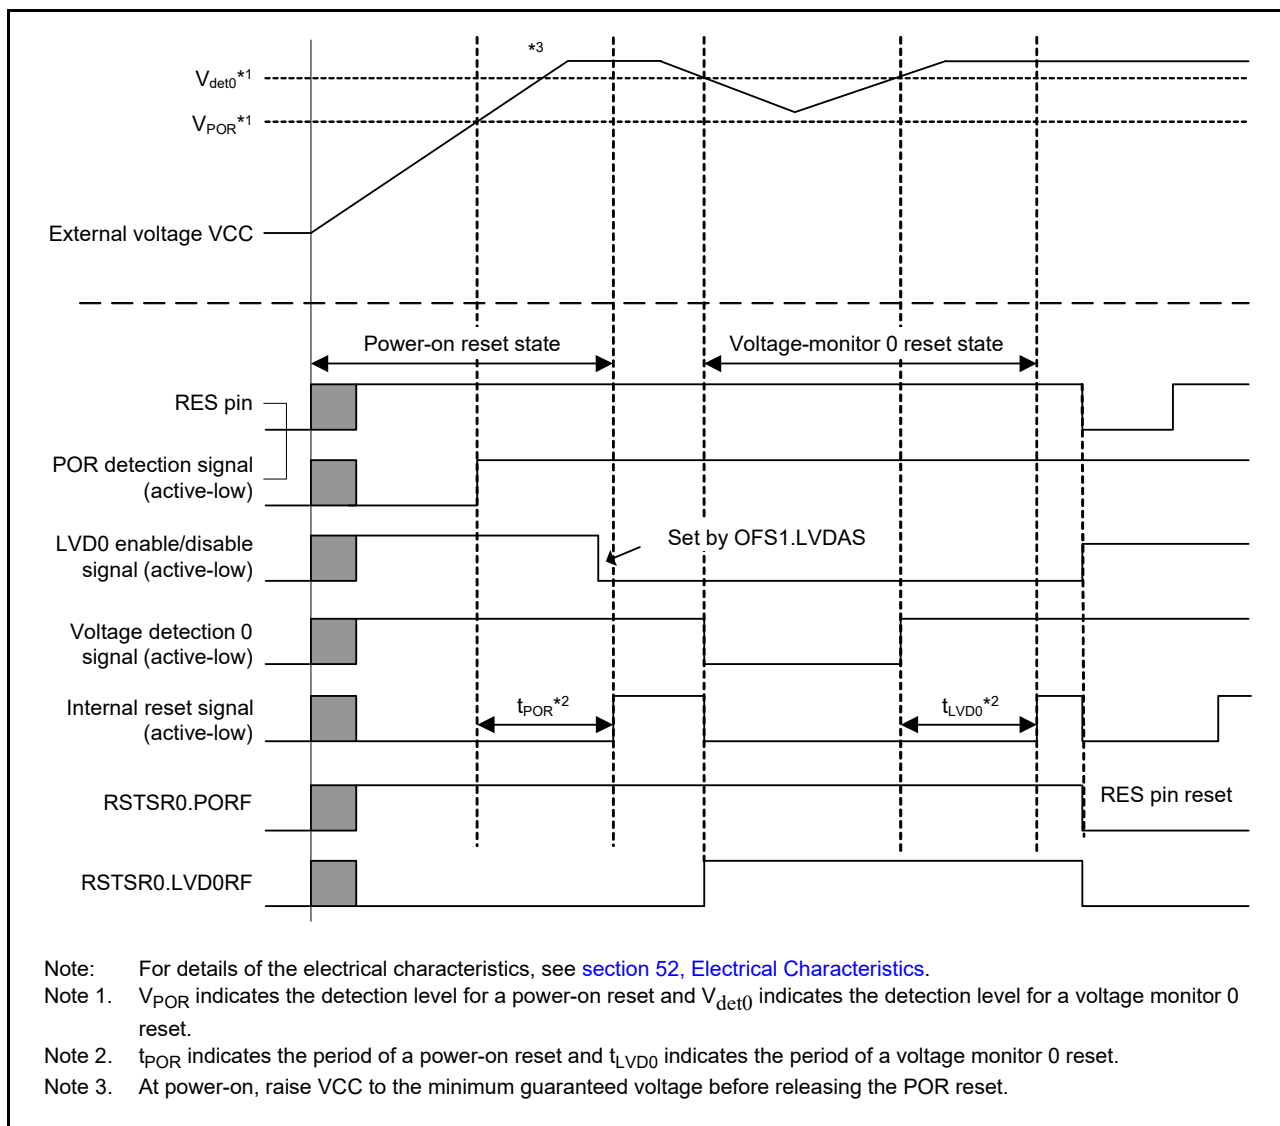 *3
Vdet0*1
VPOR*1
External voltage VCC
Power-on reset state
Voltage-monitor 0 reset state
RES pin
POR detection signal
(active-low)
LVD0 enable/disable
signal (active-low)
Set by OFS1.LVDAS
Voltage detection 0
signal (active-low)
Internal reset signal
(active-low)
tPOR*2
tLVD0*2
RSTSR0.PORF
RES pin reset
RSTSR0.LVD0RF
Note: For details of the electrical characteristics, see section 52, Electrical Characteristics.
Note 1. VPOR indicates the detection level for a power-on reset and Vdet0 indicates the detection level for a voltage monitor 0
reset.
Note 2. tPOR indicates the period of a power-on reset and tLVD0 indicates the period of a voltage monitor 0 reset.
Note 3. At power-on, raise VCC to the minimum guaranteed voltage before releasing the POR reset.